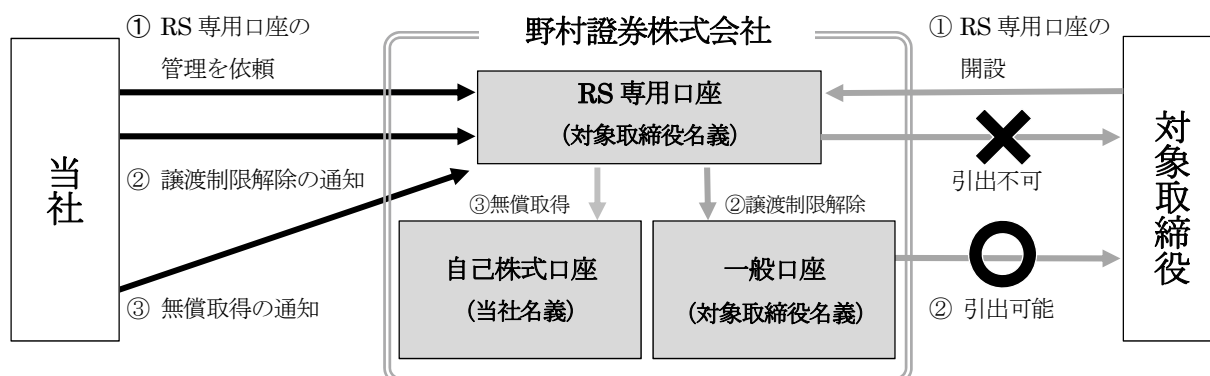 ① RS 専用口座の
管理を依頼
野村證券株式会社
① RS 専用口座の
開設
当社
RS 専用口座
(対象取締役名義)
対象取締役
② 譲渡制限解除の通知
引出不可
③無償取得
②譲渡制限解除
自己株式口座
(当社名義)
一般口座
(対象取締役名義)
③ 無償取得の通知
② 引出可能